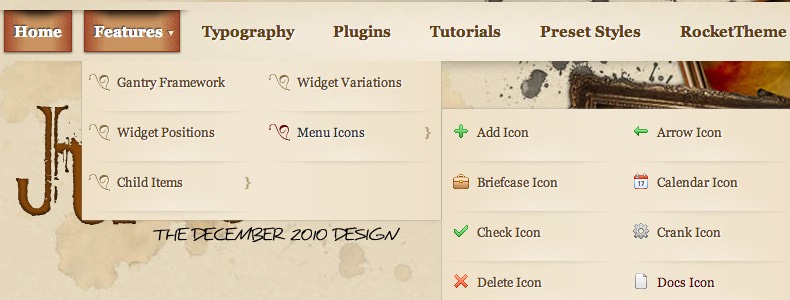 Home Features Typography Plugins Tutorials Preset Styles RocketTheme
Gantry Framework Widget Variations
Widget Positions Menu Icons
Child Items
Add Icon Arrow Icon
Briefcase Icon Calendar Icon
17
Check Icon Crank Icon
Delete Icon Docs Icon
THE DECEMBER 2010 DESIGN